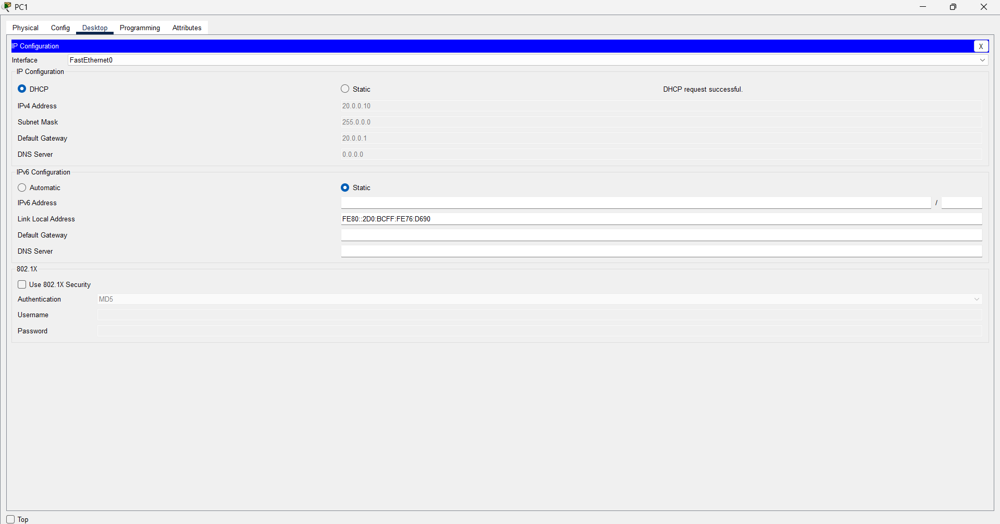 PC1
Physical Config Desktop Programming Attributes
IP Configuration X
Interface FastEthernet0
IP Configuration
DHCP Static DHCP request successful.
IPv4 Address 20.0.0.10
Subnet Mask 255.0.0.0
Default Gateway 20.0.0.1
DNS Server 0.0.0.0
IPv6 Configuration
Automatic Static
IPv6 Address /
Link Local Address FE80::2D0:BCFF:FE76:D690
Default Gateway
DNS Server
802.1X
Use 802.1X Security
Authentication MD5
Username
Password
Top